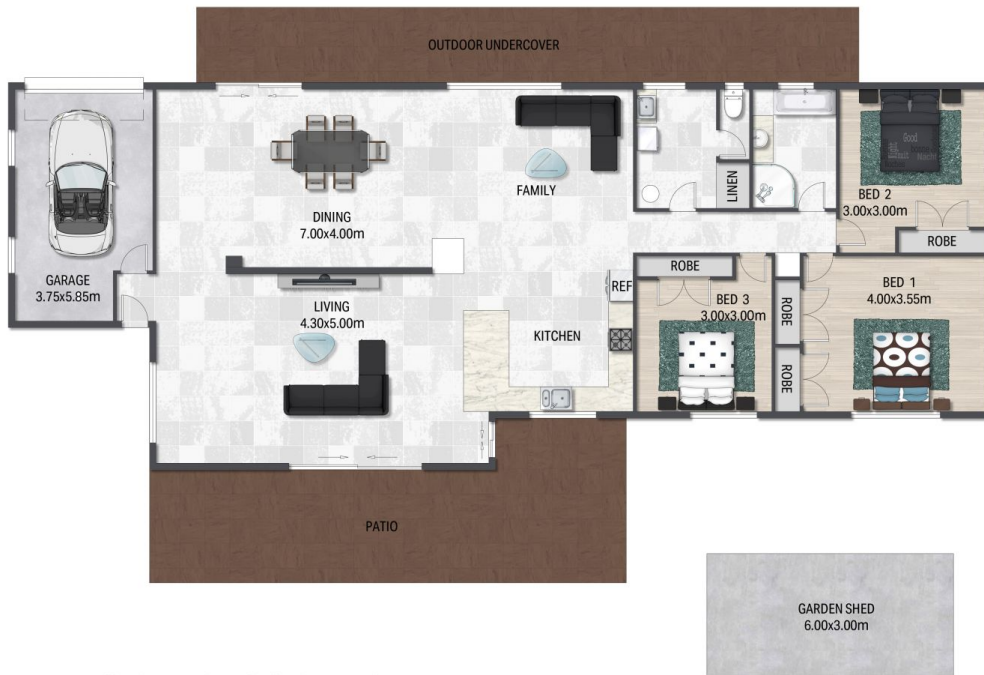 OUTDOOR UNDERCOVER
FAMILY
DINING
7.00x4.00m
LINEN
Good
Nacht
BED 2
3.00x3.00m
ROBE
GARAGE
3.75x5.85m
LIVING
4.30x5.00m
REF
KITCHEN
ROBE
BED 3
3.00x3.00m
ROBE
ROBE
BED 1
4.00x3.55m
PATIO
GARDEN SHED
6.00x3.00m